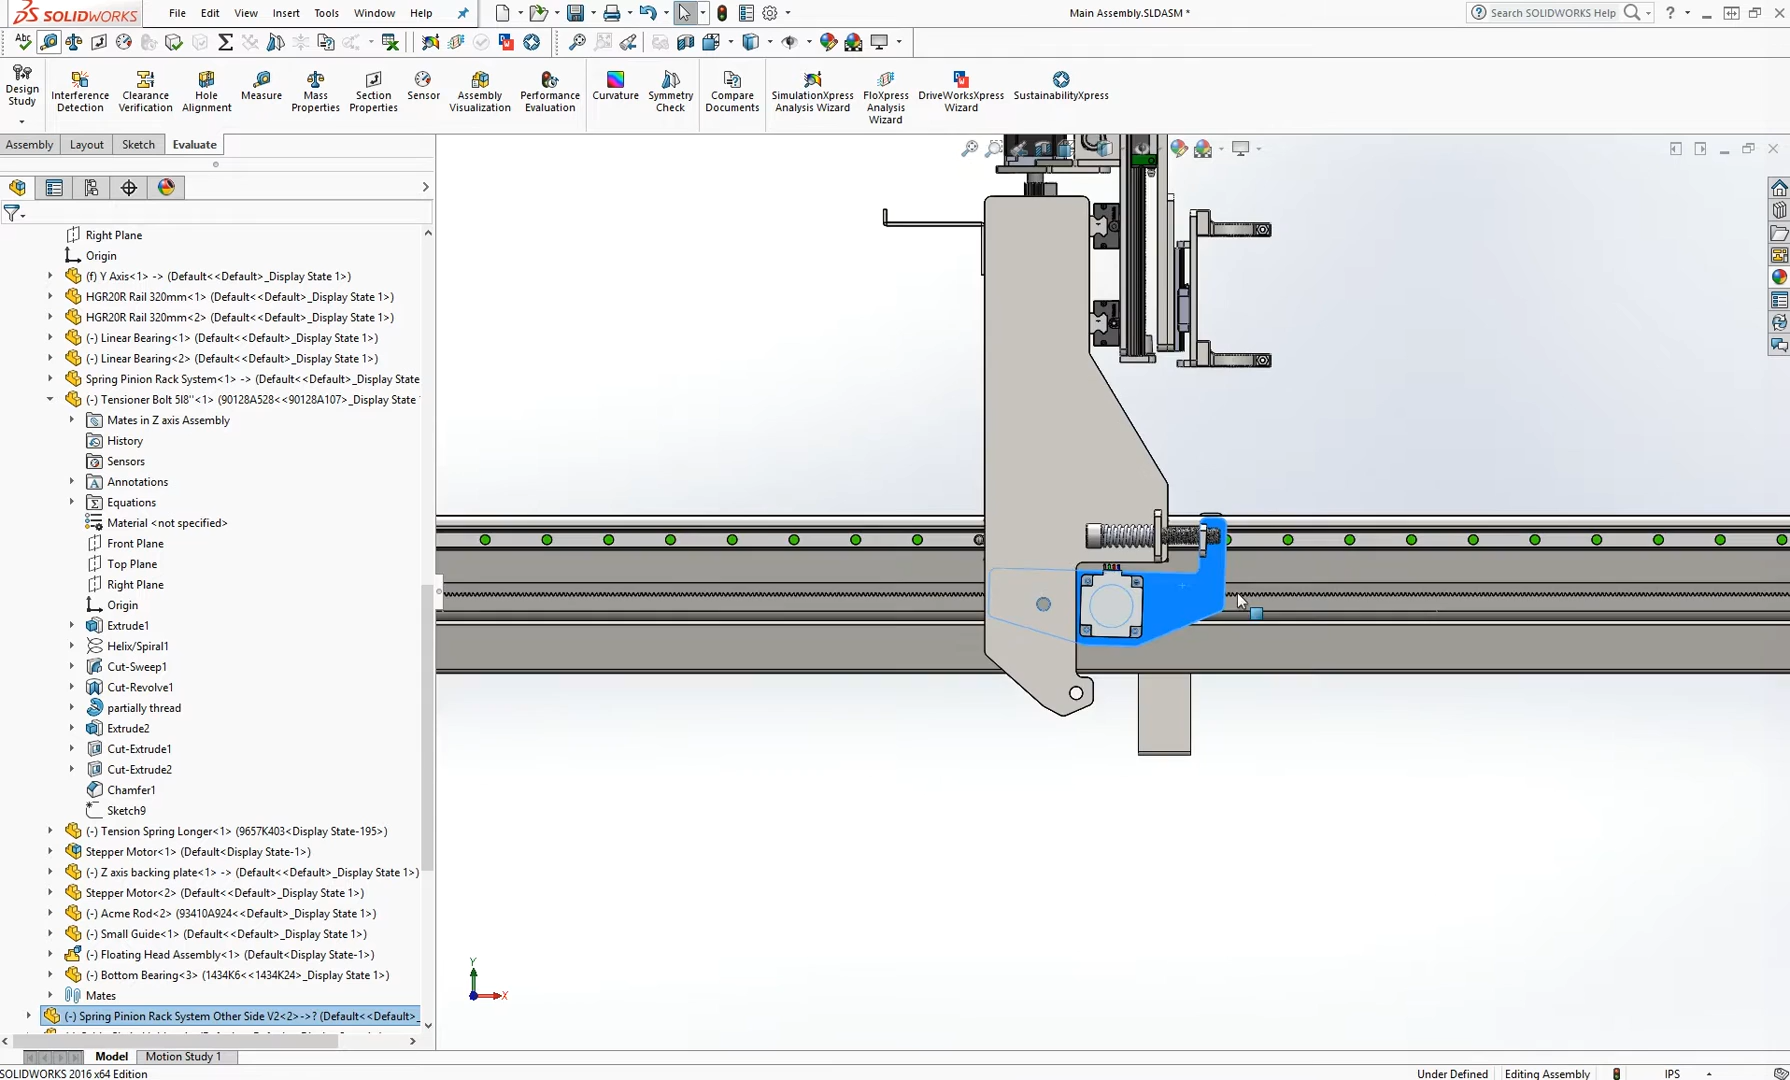 SOLIDWORKS File Edit View Insert Tools Window Help Main Assembly.SLDASM * Search SOLIDWORKS Help
Design Study
Interference Detection
Clearance Verification
Hole Alignment
Measure
Mass Properties
Section Properties
Sensor
Assembly Visualization
Performance Evaluation
Curvature
Symmetry Check
Compare Documents
SimulationXpress Analysis Wizard
FloXpress Analysis Wizard
DriveWorksXpress Wizard
SustainabilityXpress
Assembly Layout Sketch Evaluate
Right Plane
Origin
(f) Y Axis<1> -> (Default<<Default>_Display State 1>)
HGR20R Rail 320mm<1> (Default<<Default>_Display State 1>)
HGR20R Rail 320mm<2> (Default<<Default>_Display State 1>)
(-) Linear Bearing<1> (Default<<Default>_Display State 1>)
(-) Linear Bearing<2> (Default<<Default>_Display State 1>)
Spring Pinion Rack System<1> -> (Default<<Default>_Display State
(-) Tensioner Bolt 5l8''<1> (90128A528<<90128A107>_Display State
Mates in Z axis Assembly
History
Sensors
Annotations
Equations
Material <not specified>
Front Plane
Top Plane
Right Plane
Origin
Extrude1
Helix/Spiral1
Cut-Sweep1
Cut-Revolve1
partially thread
Extrude2
Cut-Extrude1
Cut-Extrude2
Chamfer1
Sketch9
(-) Tension Spring Longer<1> (9657K403<Display State-195>)
Stepper Motor<1> (Default<Display State-1>)
(-) Z axis backing plate<1> -> (Default<<Default>_Display State 1>)
Stepper Motor<2> (Default<<Default>_Display State 1>)
(-) Acme Rod<2> (93410A924<<Default>_Display State 1>)
(-) Small Guide<1> (Default<<Default>_Display State 1>)
(-) Floating Head Assembly<1> (Default<Display State-1>)
(-) Bottom Bearing<3> (1434K6<<1434K24>_Display State 1>)
Mates
(-) Spring Pinion Rack System Other Side V2<2>->? (Default<<Default>_
Y
X
Model Motion Study 1
SOLIDWORKS 2016 x64 Edition Under Defined Editing Assembly IPS